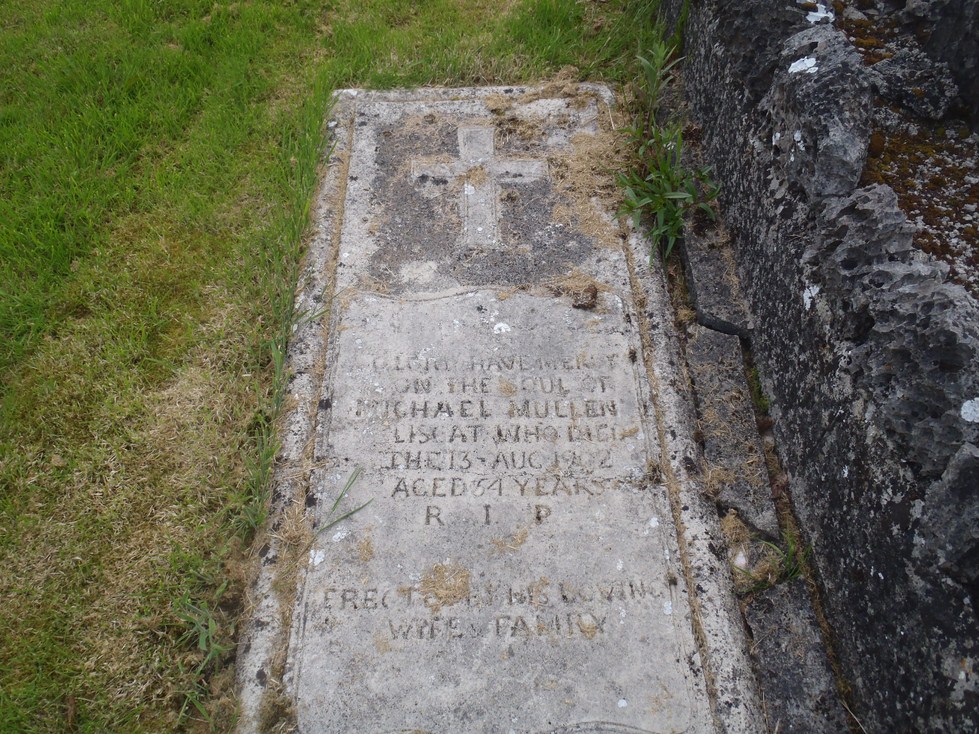 O LORD HAVE MERCY
ON THE SOUL OF
MICHAEL MULLEN
LISCAT WHO DIED
THE 13 AUG
AGED 54 YEARS
R I P
ERECTED BY HIS LOVING
WIFE & FAMILY